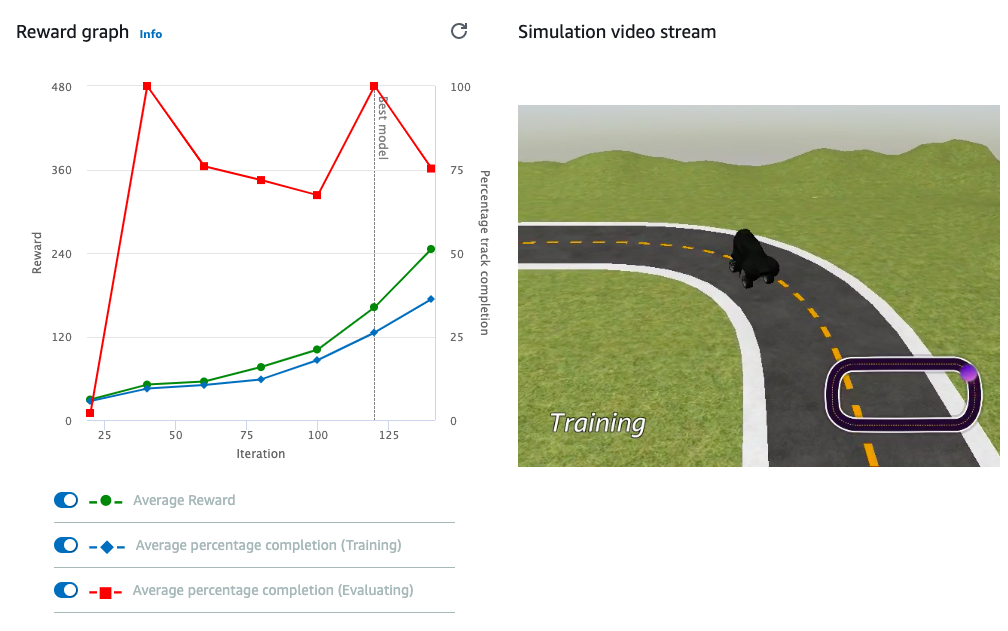 Reward graph Info
Simulation video stream
480
360
240
120
0
Reward
100
75
50
25
0
Percentage track completion
Best model
25 50 75 100 125
Iteration
Average Reward
Average percentage completion (Training)
Average percentage completion (Evaluating)
Training